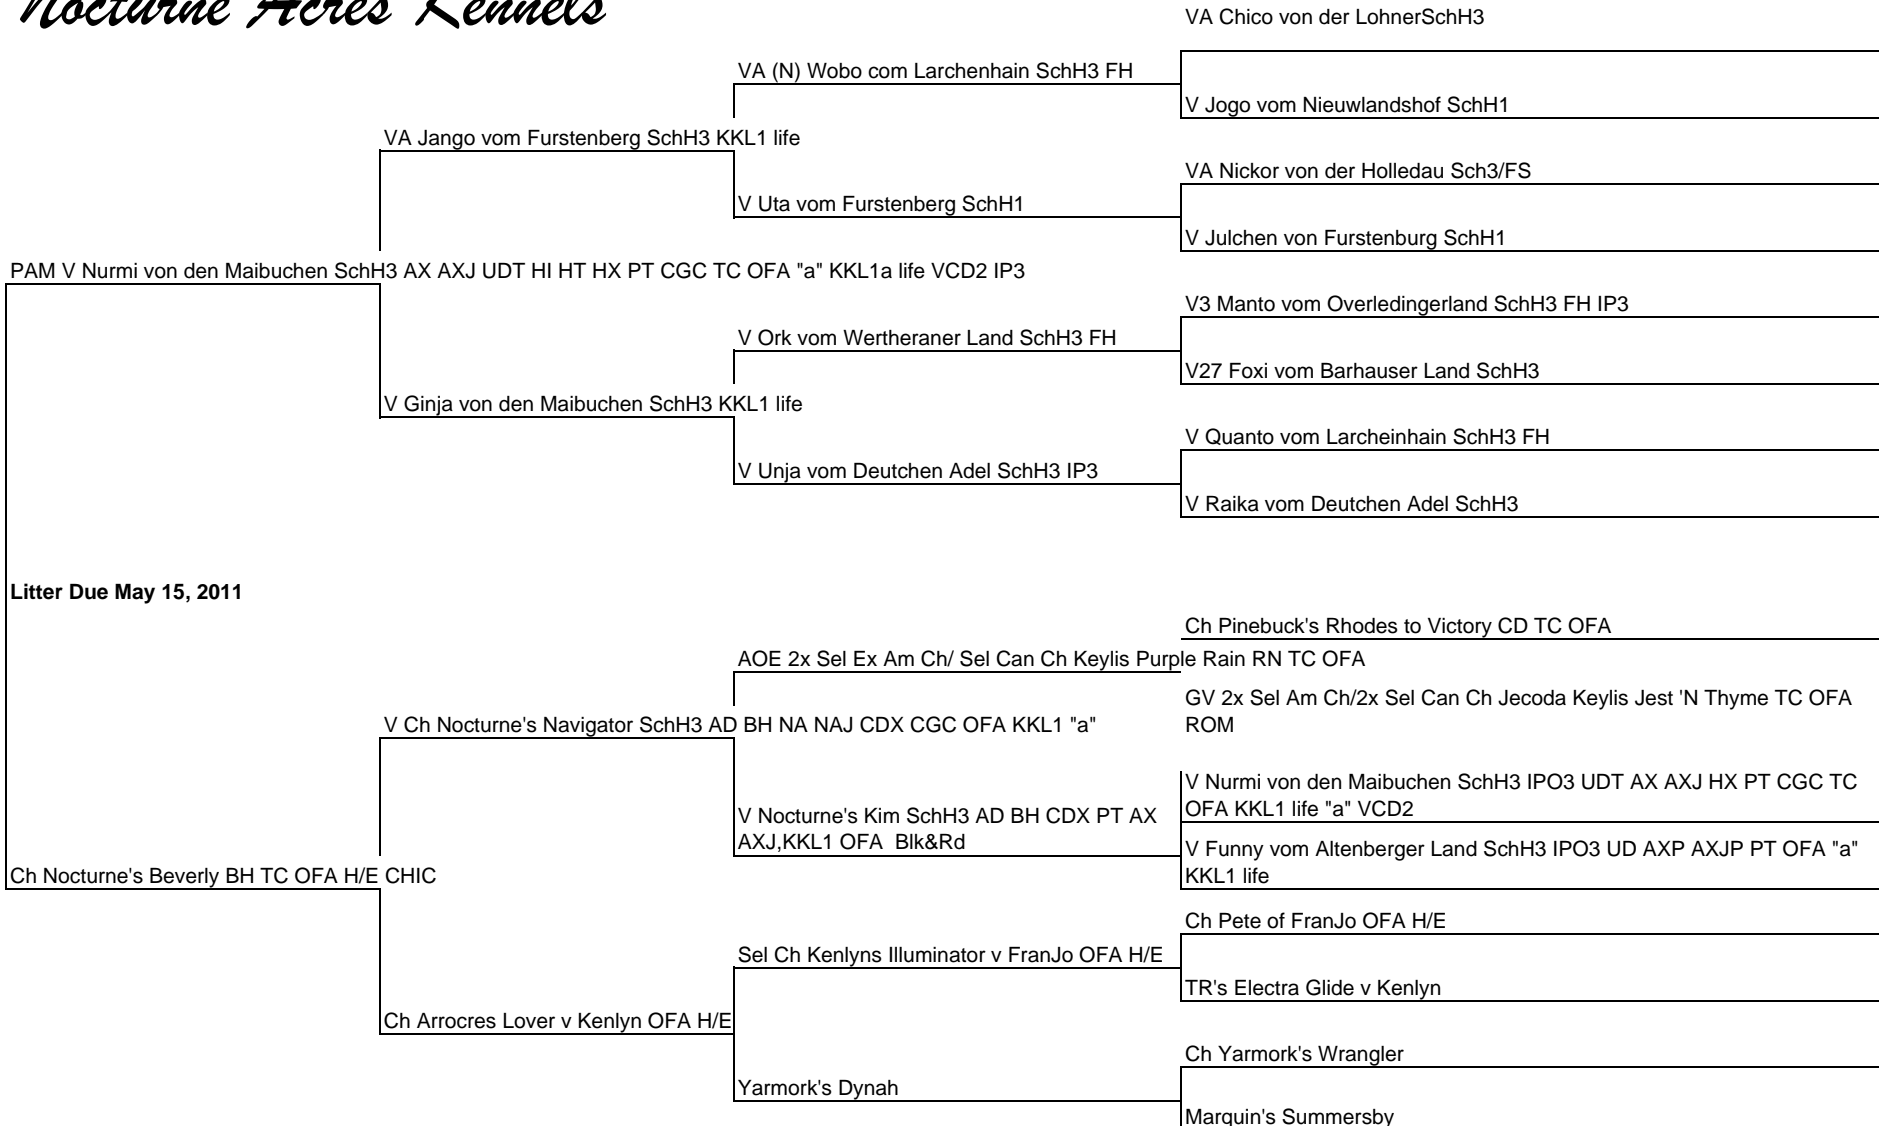 Nocturne Acres Kennels
VA Chico von der LohnerSchH3
VA (N) Wobo com Larchenhain SchH3 FH
V Jogo vom Nieuwlandshof SchH1
VA Jango vom Furstenberg SchH3 KKL1 life
VA Nickor von der Holledau Sch3/FS
V Uta vom Furstenberg SchH1
V Julchen von Furstenburg SchH1
PAM V Nurmi von den Maibuchen SchH3 AX AXJ UDT HI HT HX PT CGC TC OFA "a" KKL1a life VCD2 IP3
V3 Manto vom Overledingerland SchH3 FH IP3
V Ork vom Wertheraner Land SchH3 FH
V27 Foxi vom Barhauser Land SchH3
V Ginja von den Maibuchen SchH3 KKL1 life
V Quanto vom Larcheinhain SchH3 FH
V Unja vom Deutchen Adel SchH3 IP3
V Raika vom Deutchen Adel SchH3
Litter Due May 15, 2011
Ch Pinebuck's Rhodes to Victory CD TC OFA
AOE 2x Sel Ex Am Ch/ Sel Can Ch Keylis Purple Rain RN TC OFA
GV 2x Sel Am Ch/2x Sel Can Ch Jecoda Keylis Jest 'N Thyme TC OFA
ROM
V Ch Nocturne's Navigator SchH3 AD BH NA NAJ CDX CGC OFA KKL1 "a"
V Nurmi von den Maibuchen SchH3 IPO3 UDT AX AXJ HX PT CGC TC
OFA KKL1 life "a" VCD2
V Nocturne's Kim SchH3 AD BH CDX PT AX
AXJ,KKL1 OFA  Blk&Rd
V Funny vom Altenberger Land SchH3 IPO3 UD AXP AXJP PT OFA "a"
KKL1 life
Ch Nocturne's Beverly BH TC OFA H/E CHIC
Ch Pete of FranJo OFA H/E
Sel Ch Kenlyns Illuminator v FranJo OFA H/E
TR's Electra Glide v Kenlyn
Ch Arrocres Lover v Kenlyn OFA H/E
Ch Yarmork's Wrangler
Yarmork's Dynah
Marquin's Summersby